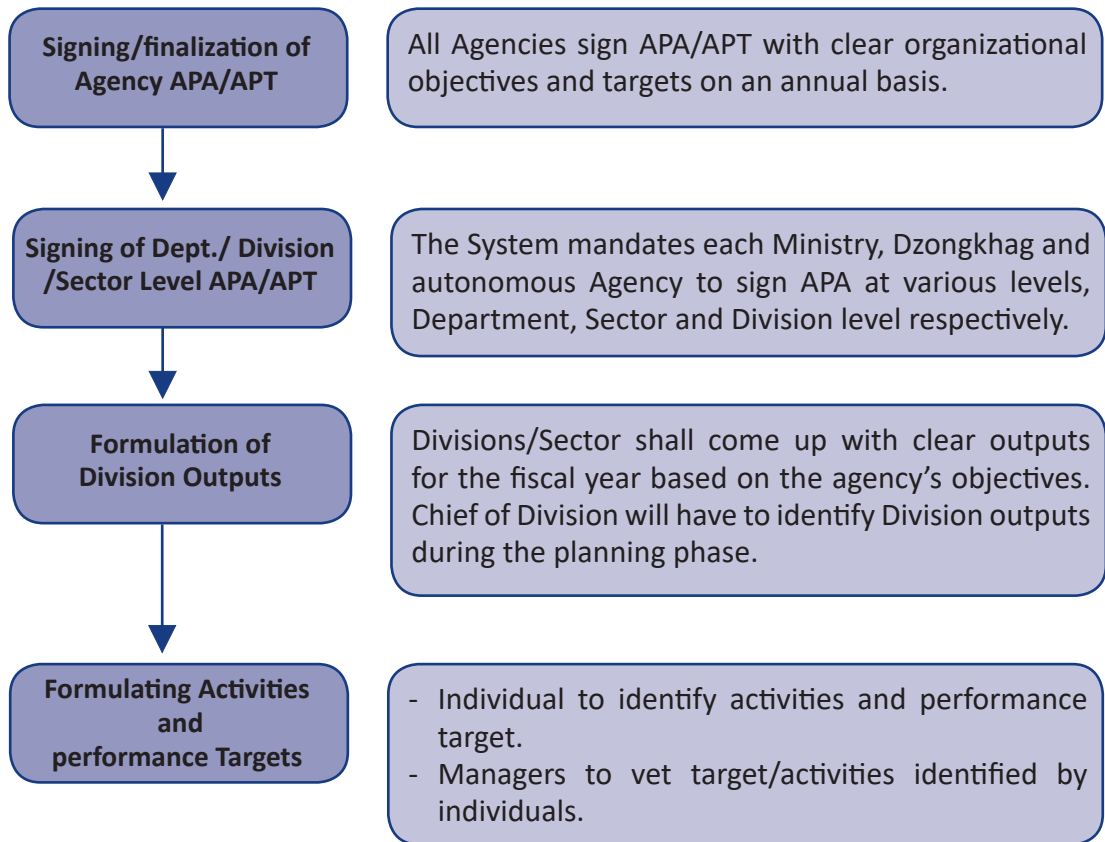 Signing/finalization of
Agency APA/APT
All Agencies sign APA/APT with clear organizational
objectives and targets on an annual basis.
Signing of Dept./ Division
/Sector Level APA/APT
The System mandates each Ministry, Dzongkhag and
autonomous Agency to sign APA at various levels,
Department, Sector and Division level respectively.
Formulation of
Division Outputs
Divisions/Sector shall come up with clear outputs
for the fiscal year based on the agency’s objectives.
Chief of Division will have to identify Division outputs
during the planning phase.
Formulating Activities
and
performance Targets
- Individual to identify activities and performance
target.
- Managers to vet target/activities identified by
individuals.